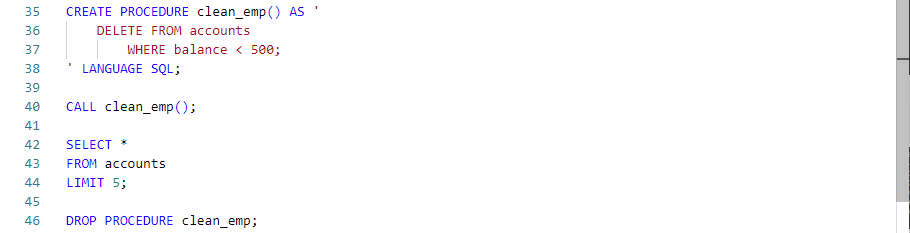 35 CREATE PROCEDURE clean_emp() AS '
36 DELETE FROM accounts
37 WHERE balance < 500;
38 ' LANGUAGE SQL;
39
40 CALL clean_emp();
41
42 SELECT *
43 FROM accounts
44 LIMIT 5;
45
46 DROP PROCEDURE clean_emp;